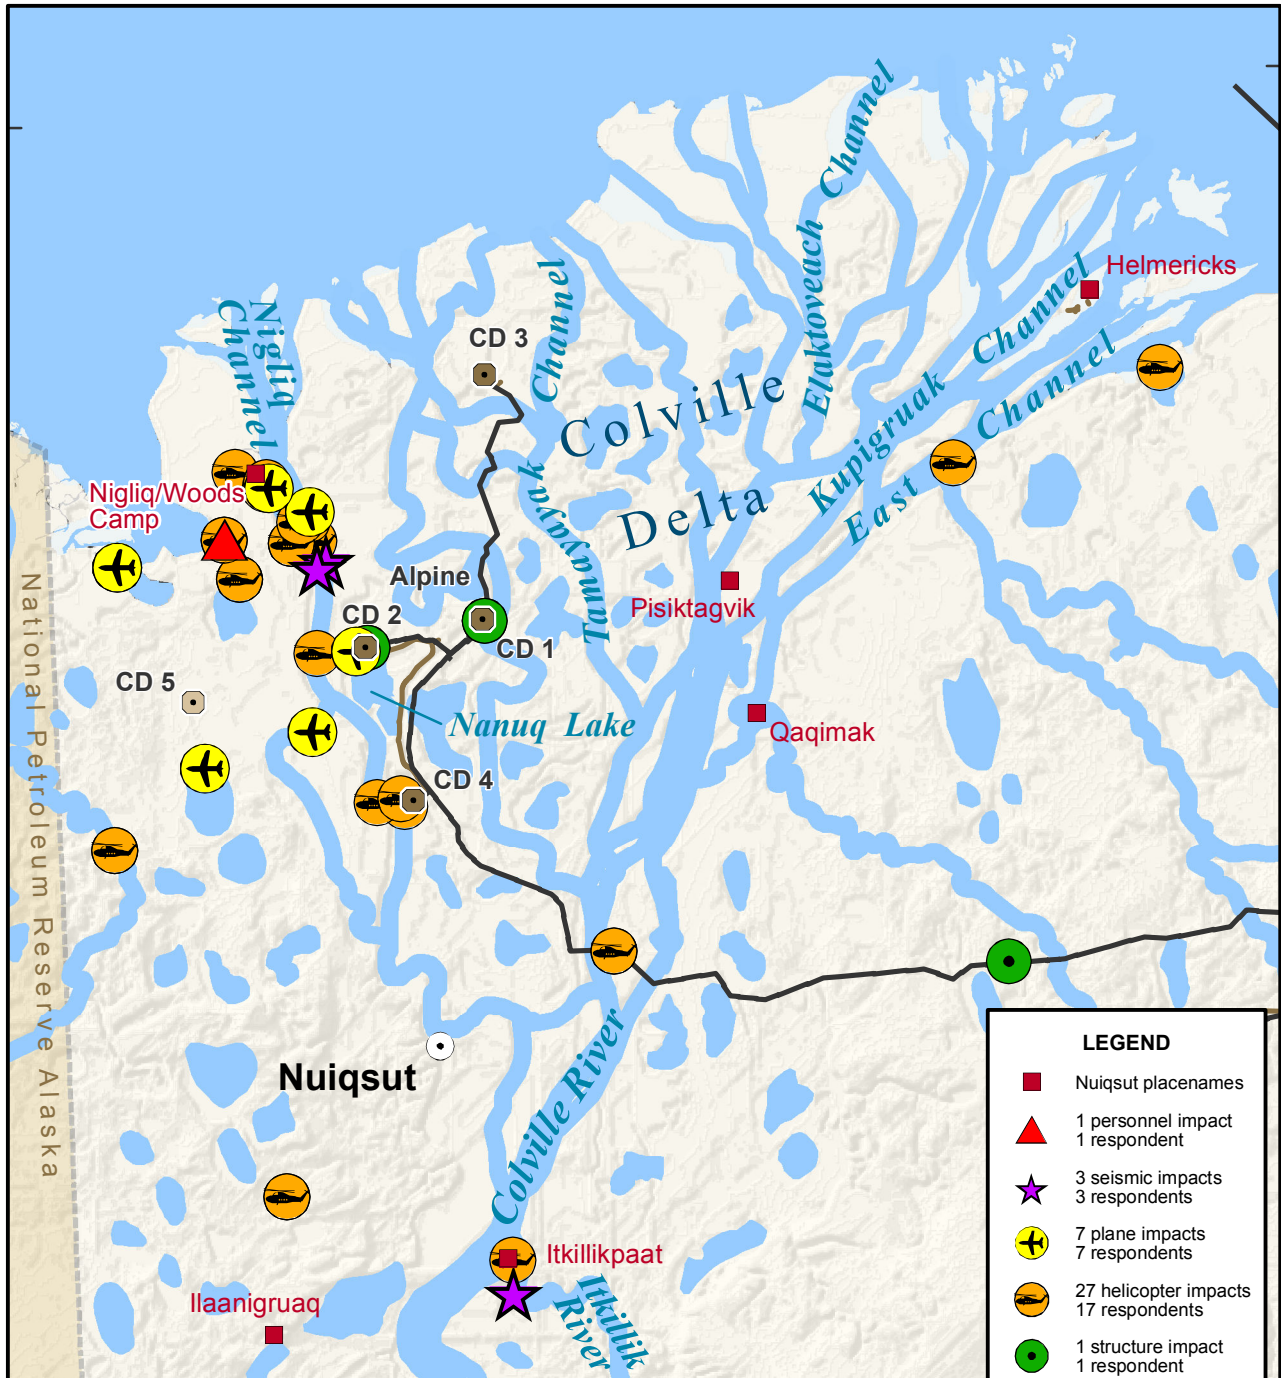 Elaktoveach Channel
Helmericks
Nigliq
Channel
Channel
CD 3
Kupigruak Channel
East Channel
Colville
Delta
Nigliq/Woods
Camp
Tamayayak
Alpine
CD 2
CD 1
Pisiktagvik
CD 5
Nanuq Lake
Qaqimak
CD 4
National Petroleum Reserve Alaska
Nuiqsut
Colville River
Itkillikpaat
Itkillik
River
Ilaanigruaq
LEGEND
Nuiqsut placenames
1 personnel impact
1 respondent
3 seismic impacts
3 respondents
7 plane impacts
7 respondents
27 helicopter impacts
17 respondents
1 structure impact
1 respondent